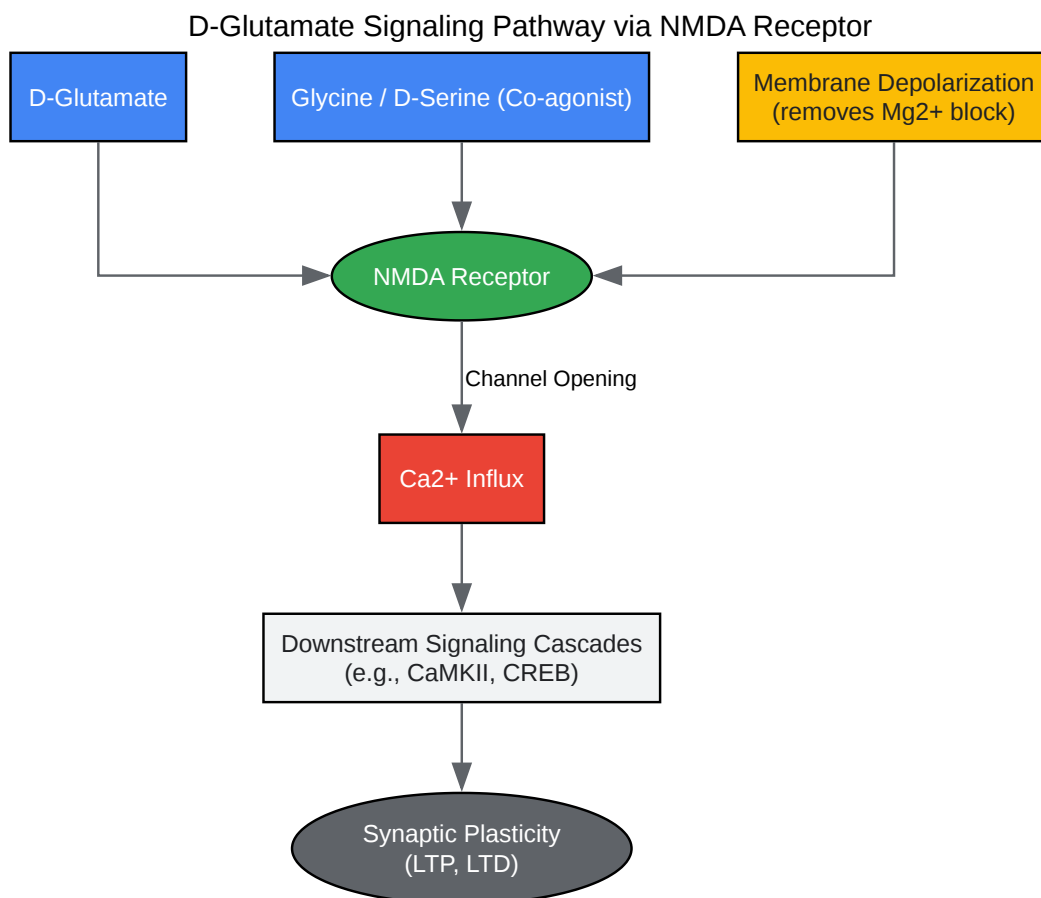 D-Glutamate Signaling Pathway via NMDA Receptor
D-Glutamate
Glycine / D-Serine (Co-agonist)
Membrane Depolarization
(removes Mg2+ block)
NMDA Receptor
Channel Opening
Ca2+ Influx
Downstream Signaling Cascades
(e.g., CaMKII, CREB)
Synaptic Plasticity
(LTP, LTD)